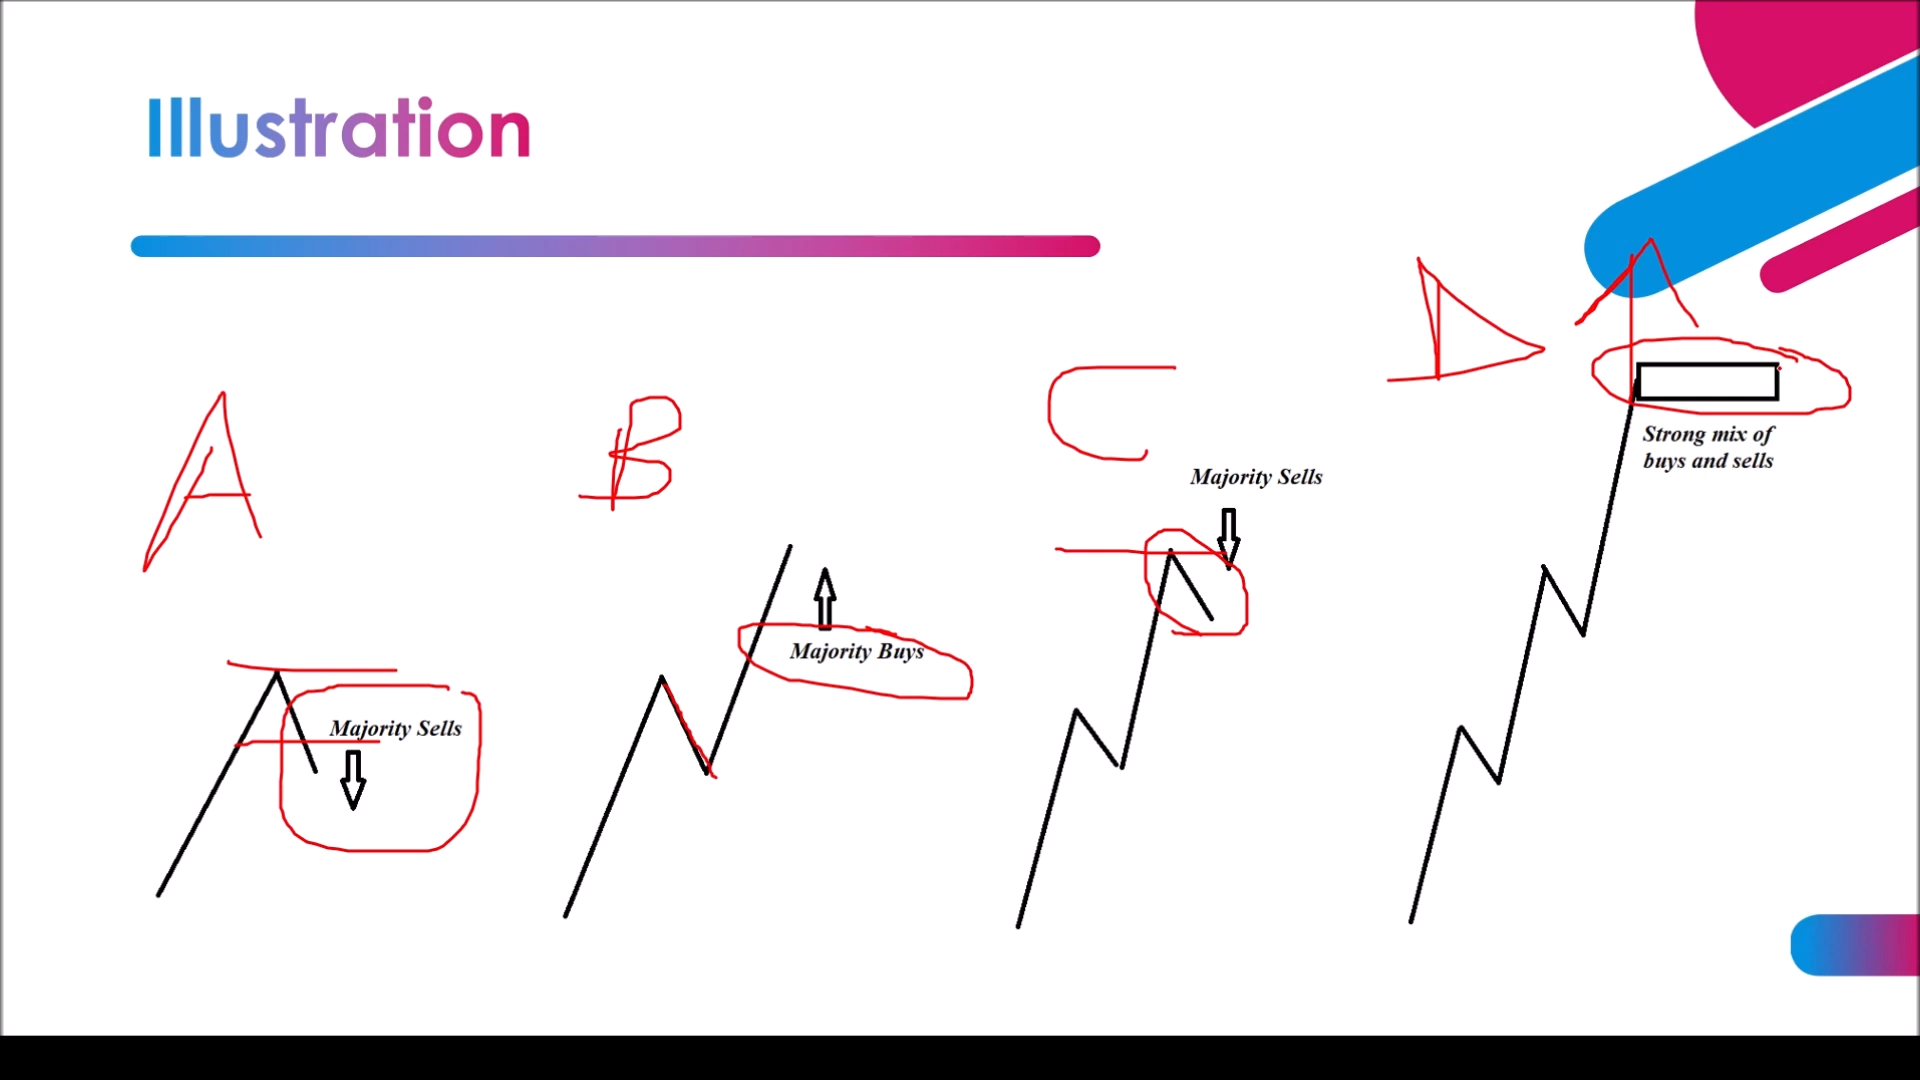 Illustration
A
B
C
D
Majority Sells
Majority Buys
Majority Sells
Strong mix of
buys and sells